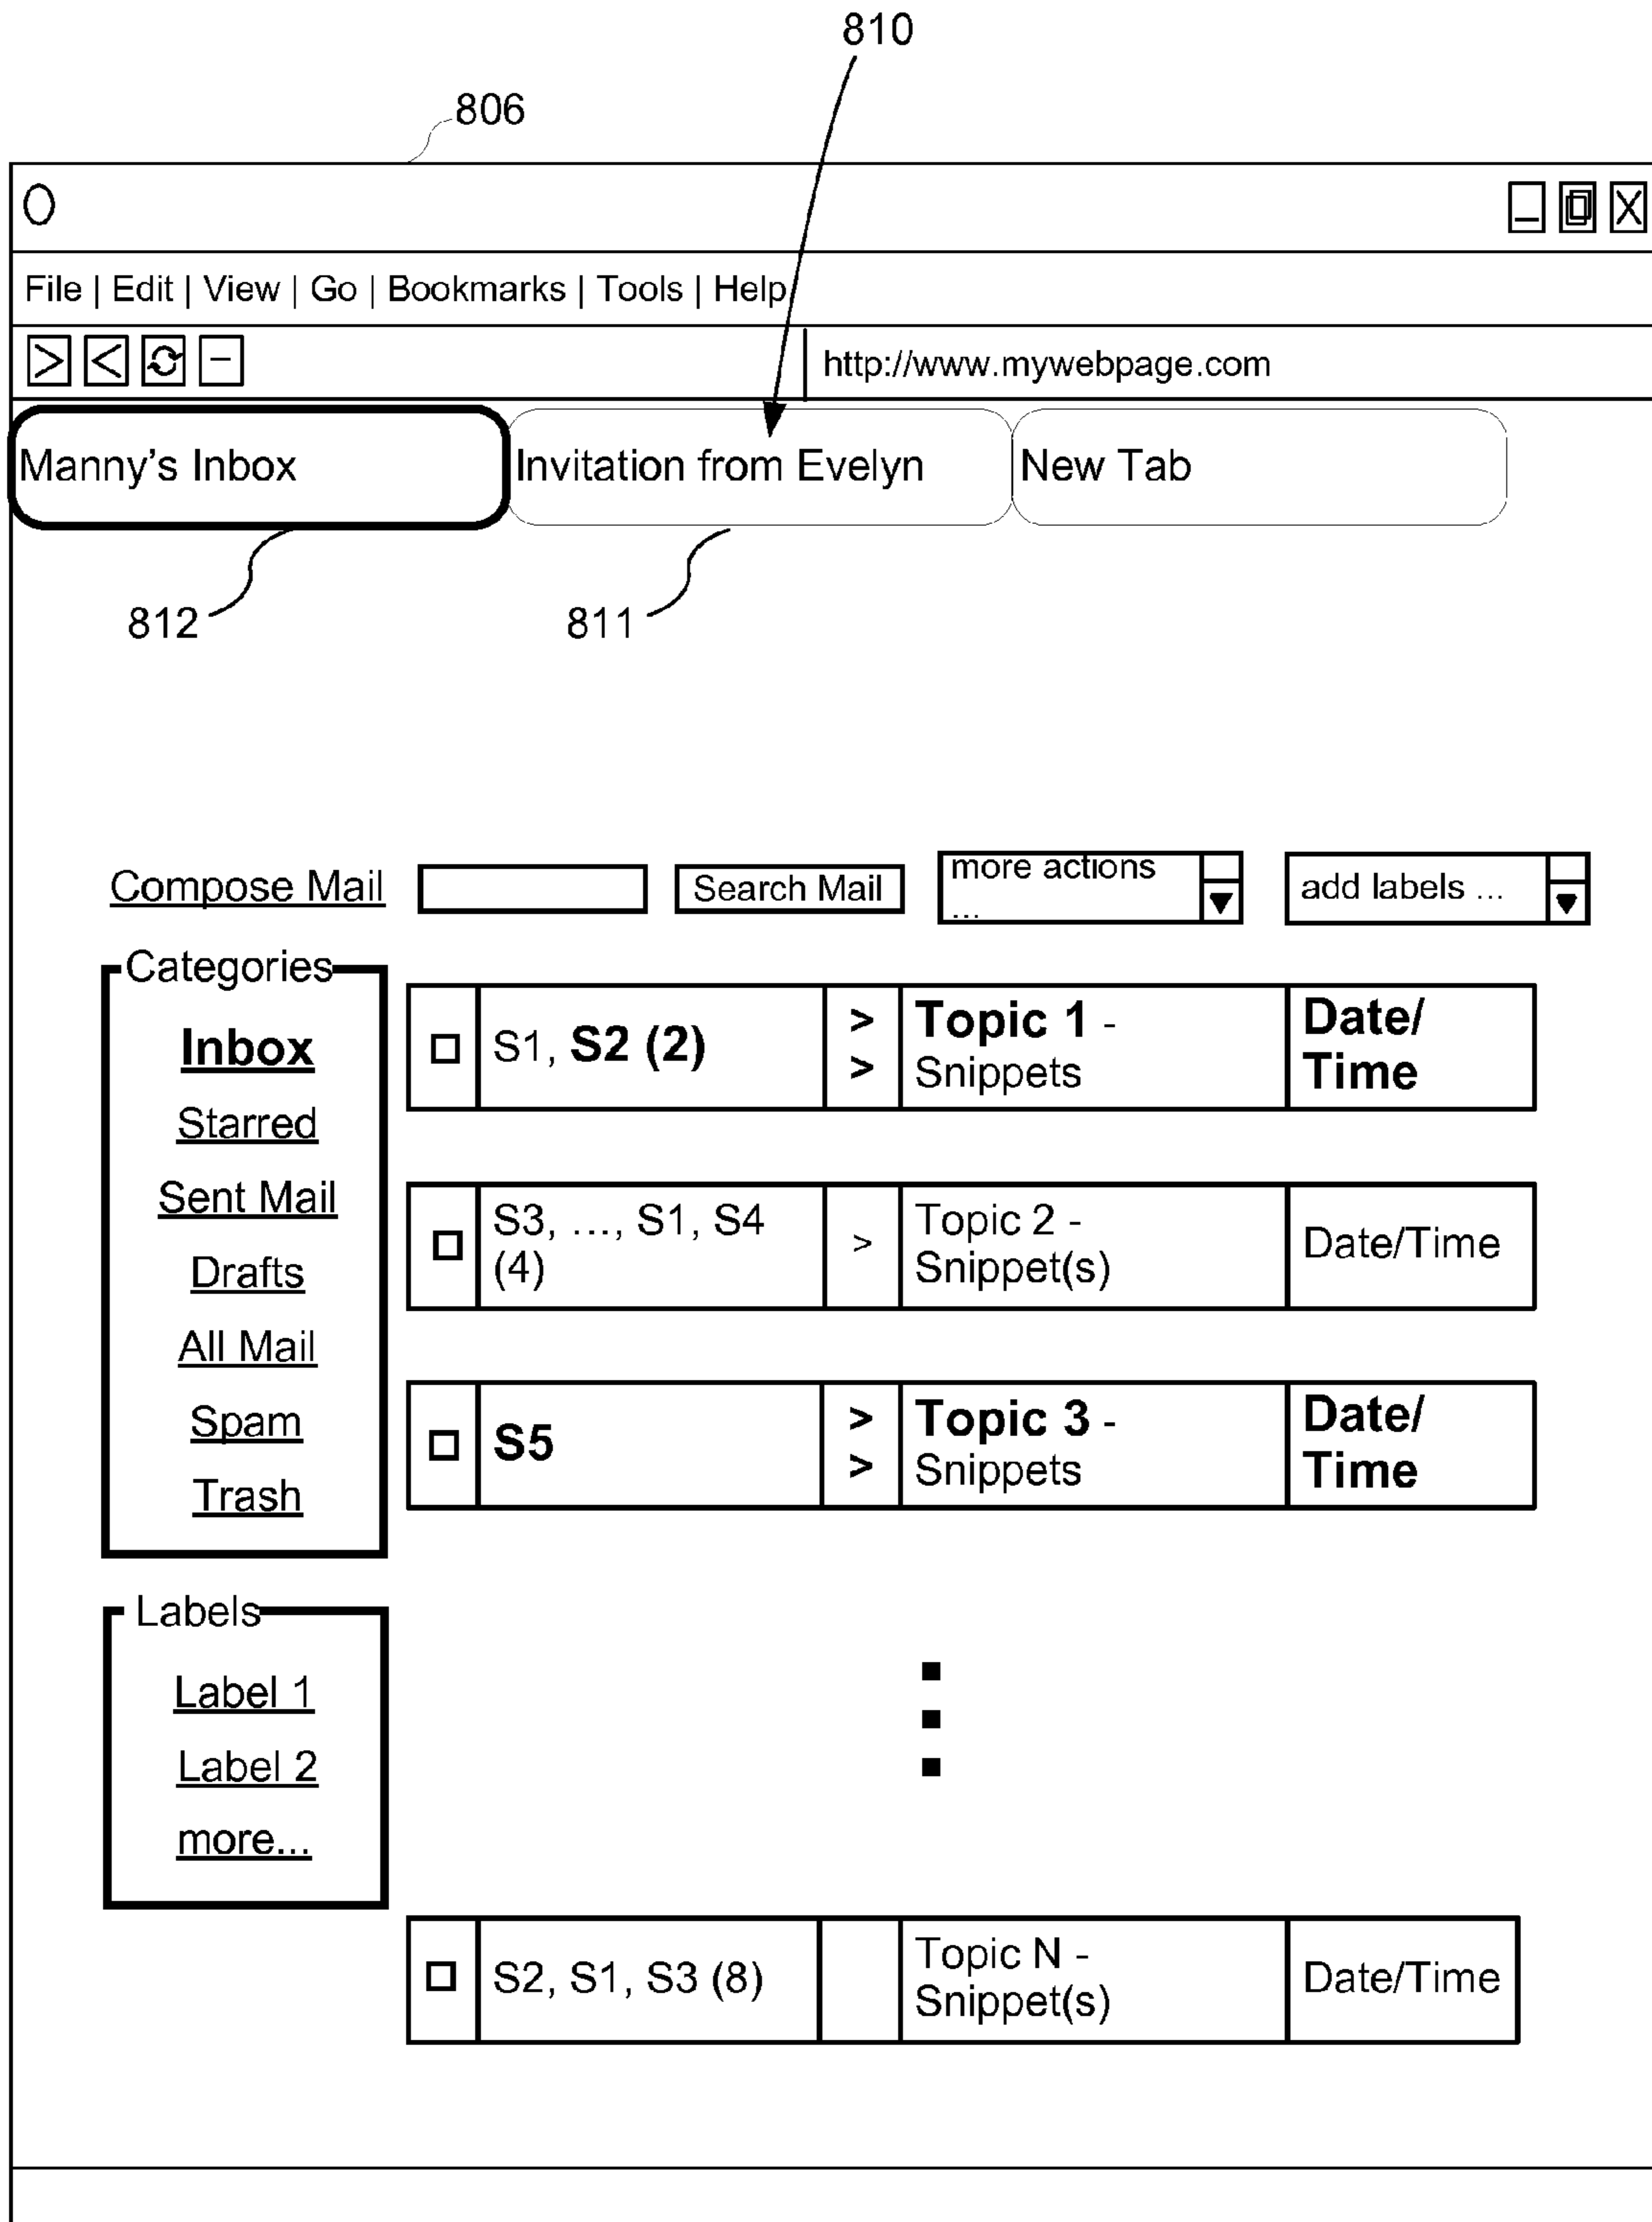 810
806
File | Edit | View | Go | Bookmarks | Tools | Help
http://www.mywebpage.com
Manny's Inbox
Invitation from Evelyn
New Tab
812
811
Compose Mail
Search Mail
more actions
...
add labels ...
Categories
Inbox
Starred
Sent Mail
Drafts
All Mail
Spam
Trash
S1, S2 (2)
>
>
Topic 1 -
Snippets
Date/
Time
S3, ..., S1, S4
(4)
>
Topic 2 -
Snippet(s)
Date/Time
S5
>
>
Topic 3 -
Snippets
Date/
Time
Labels
Label 1
Label 2
more...
S2, S1, S3 (8)
Topic N -
Snippet(s)
Date/Time